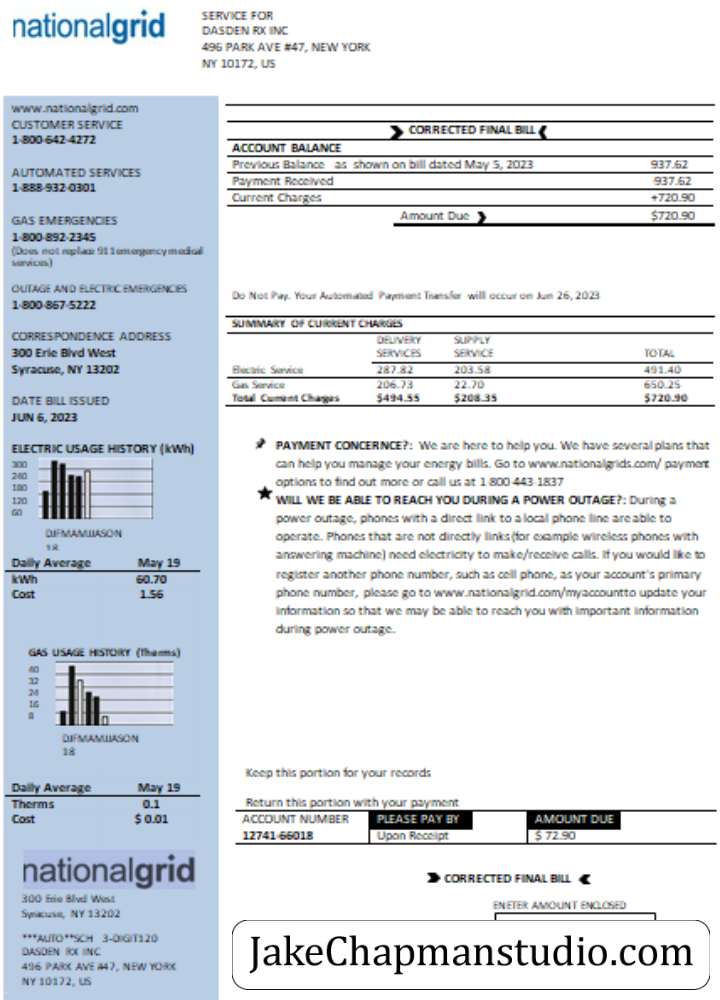 nationalgrid
SERVICE FOR
DASDEN RX INC
496 PARK AVE #47, NEW YORK
NY 10172, US
www.nationalgrid.com
CUSTOMER SERVICE
1-800-642-4272
AUTOMATED SERVICES
1-888-932-0301
GAS EMERGENCIES
1-800-892-2345
(Does not replace 911emergency medical
services)
OUTAGE AND ELECTRIC EMERGENCIES
1-800-867-5222
CORRESPONDENCE ADDRESS
300 Erie Blvd West
Syracuse, NY 13202
DATE BILL ISSUED
JUN 6, 2023
ELECTRIC USAGE HISTORY (kWh)
300
240
180
120
60
DJFMAMJJASON
18
Daily Average May 19
kWh 60.70
Cost 1.56
GAS USAGE HISTORY (Therms)
40
32
24
16
8
DJFMAMJJASON
18
Daily Average May 19
Therms 0.1
Cost $ 0.01
CORRECTED FINAL BILL
ACCOUNT BALANCE
Previous Balance as shown on bill dated May 5, 2023 937.62
Payment Received -937.62
Current Charges +720.90
Amount Due $720.90
Do Not Pay. Your Automated Payment Transfer will occur on Jun 26, 2023
SUMMARY OF CURRENT CHARGES
DELIVERY SUPPLY
SERVICES SERVICE TOTAL
Electric Service 287.82 203.58 491.40
Gas Service 206.73 22.70 650.25
Total Current Charges $494.55 $208.35 $720.90
PAYMENT CONCERNCE?: We are here to help you. We have several plans that
can help you manage your energy bills. Go to www.nationalgrids.com/ payment
options to find out more or call us at 1 800 443-1837
WILL WE BE ABLE TO REACH YOU DURING A POWER OUTAGE?: During a
power outage, phones with a direct link to a local phone line are able to
operate. Phones that are not directly links (for example wireless phones with
answering machine) need electricity to make/receive calls. If you would like to
register another phone number, such as cell phone, as your account's primary
phone number, please go to www.nationalgrid.com/myaccountto update your
information so that we may be able to reach you with important information
during power outage.
Keep this portion for your records
Return this portion with your payment
ACCOUNT NUMBER PLEASE PAY BY AMOUNT DUE
12741-66018 Upon Receipt $ 72.90
nationalgrid
300 Erie Blvd West
Syracuse, NY 13202
***AUTO**SCH 3-DIGIT120
DASDEN RX INC
496 PARK AVE #47, NEW YORK
NY 10172, US
CORRECTED FINAL BILL
ENETER AMOUNT ENCLOSED
JakeChapmanstudio.com